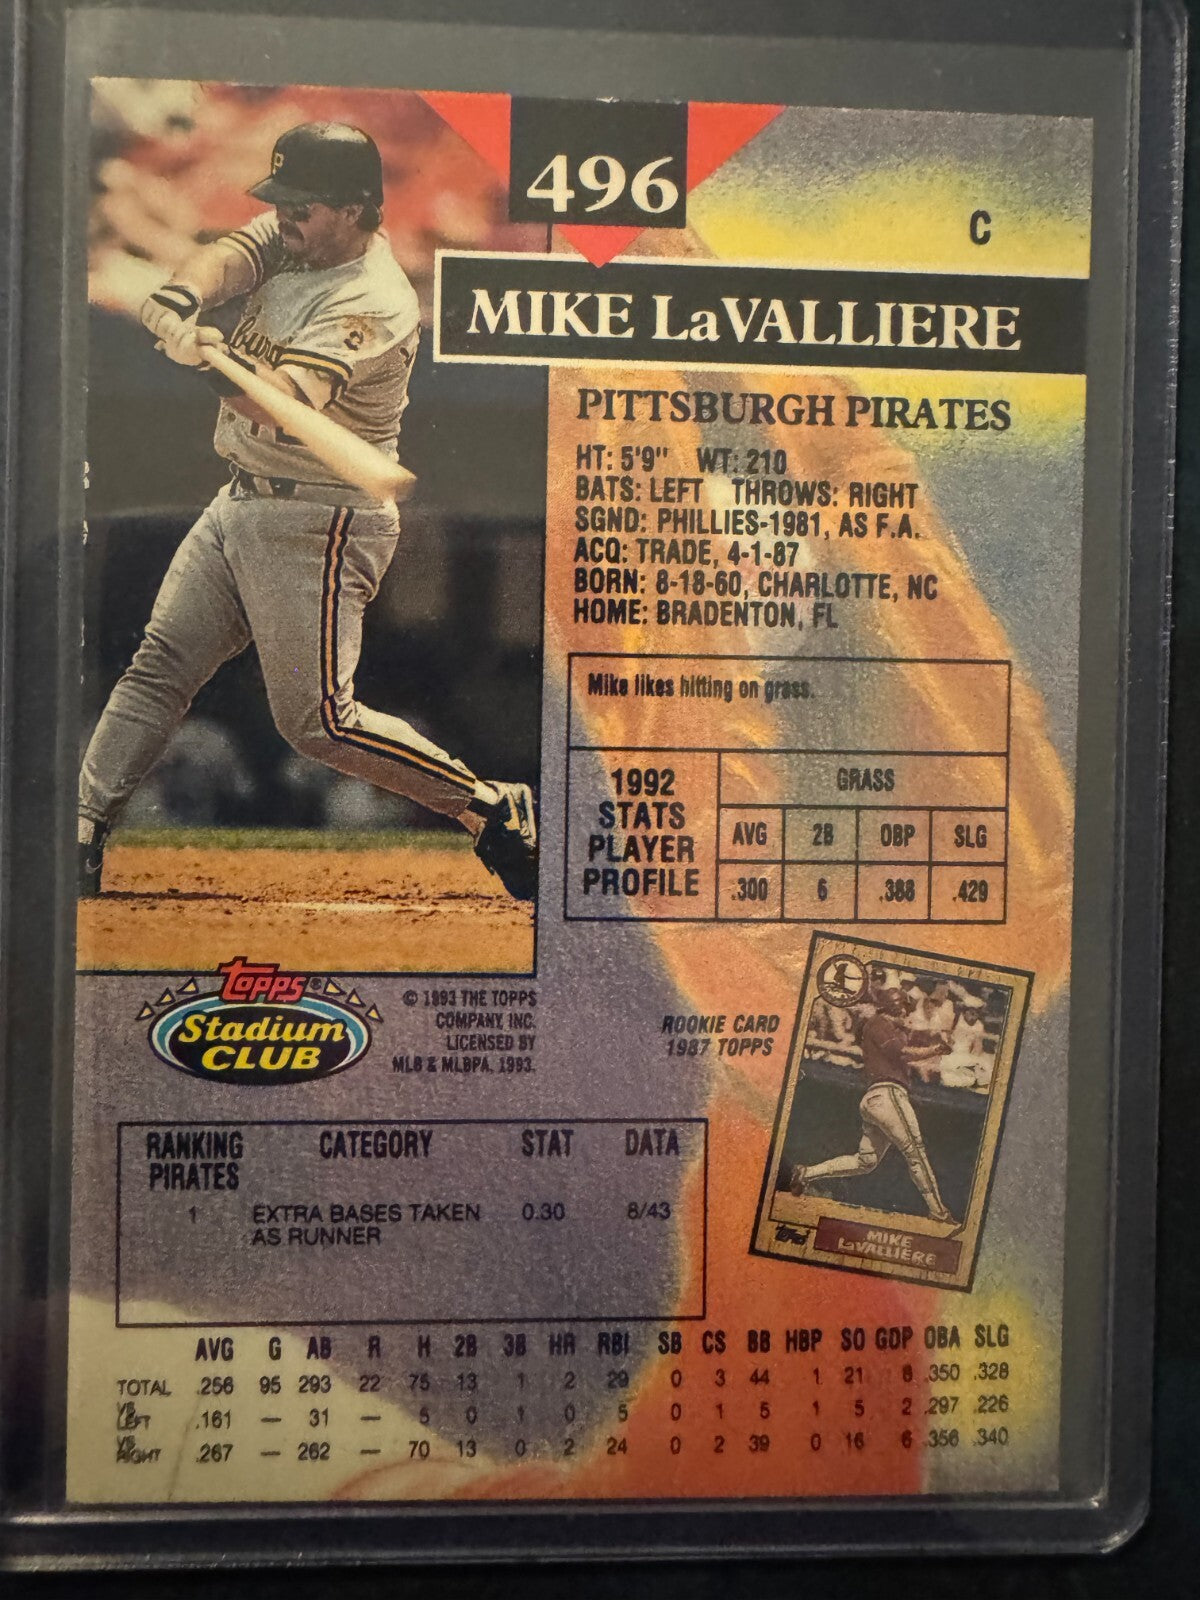 496
C
MIKE LaVALLIERE
PITTSBURGH PIRATES
HT: 5'9" WT: 210
BATS: LEFT THROWS: RIGHT
SGND: PHILLIES-1981, AS F.A.
ACQ: TRADE, 4-1-87
BORN: 8-18-60, CHARLOTTE, NC
HOME: BRADENTON, FL
Mike likes hitting on grass.
1992
STATS
PLAYER
PROFILE
GRASS
AVG 2B OBP SLG
.300 6 .388 .429
Topps®
Stadium
CLUB
© 1993 THE TOPPS
COMPANY, INC.
LICENSED BY
MLB & MLBPA, 1993.
ROOKIE CARD
1987 TOPPS
Topps
MIKE
LaVALLIERE
RANKING CATEGORY STAT DATA
PIRATES
1 EXTRA BASES TAKEN 0.30 8/43
AS RUNNER
AVG G AB R H 2B 3B HR RBI SB CS BB HBP SO GDP OBA SLG
TOTAL .256 95 293 22 75 13 1 2 29 0 3 44 1 21 8 .350 .328
VS
LEFT .161 — 31 — 5 0 1 0 5 0 1 5 1 5 2 .297 .226
VS
RIGHT .267 — 262 — 70 13 0 2 24 0 2 39 0 16 6 .356 .340